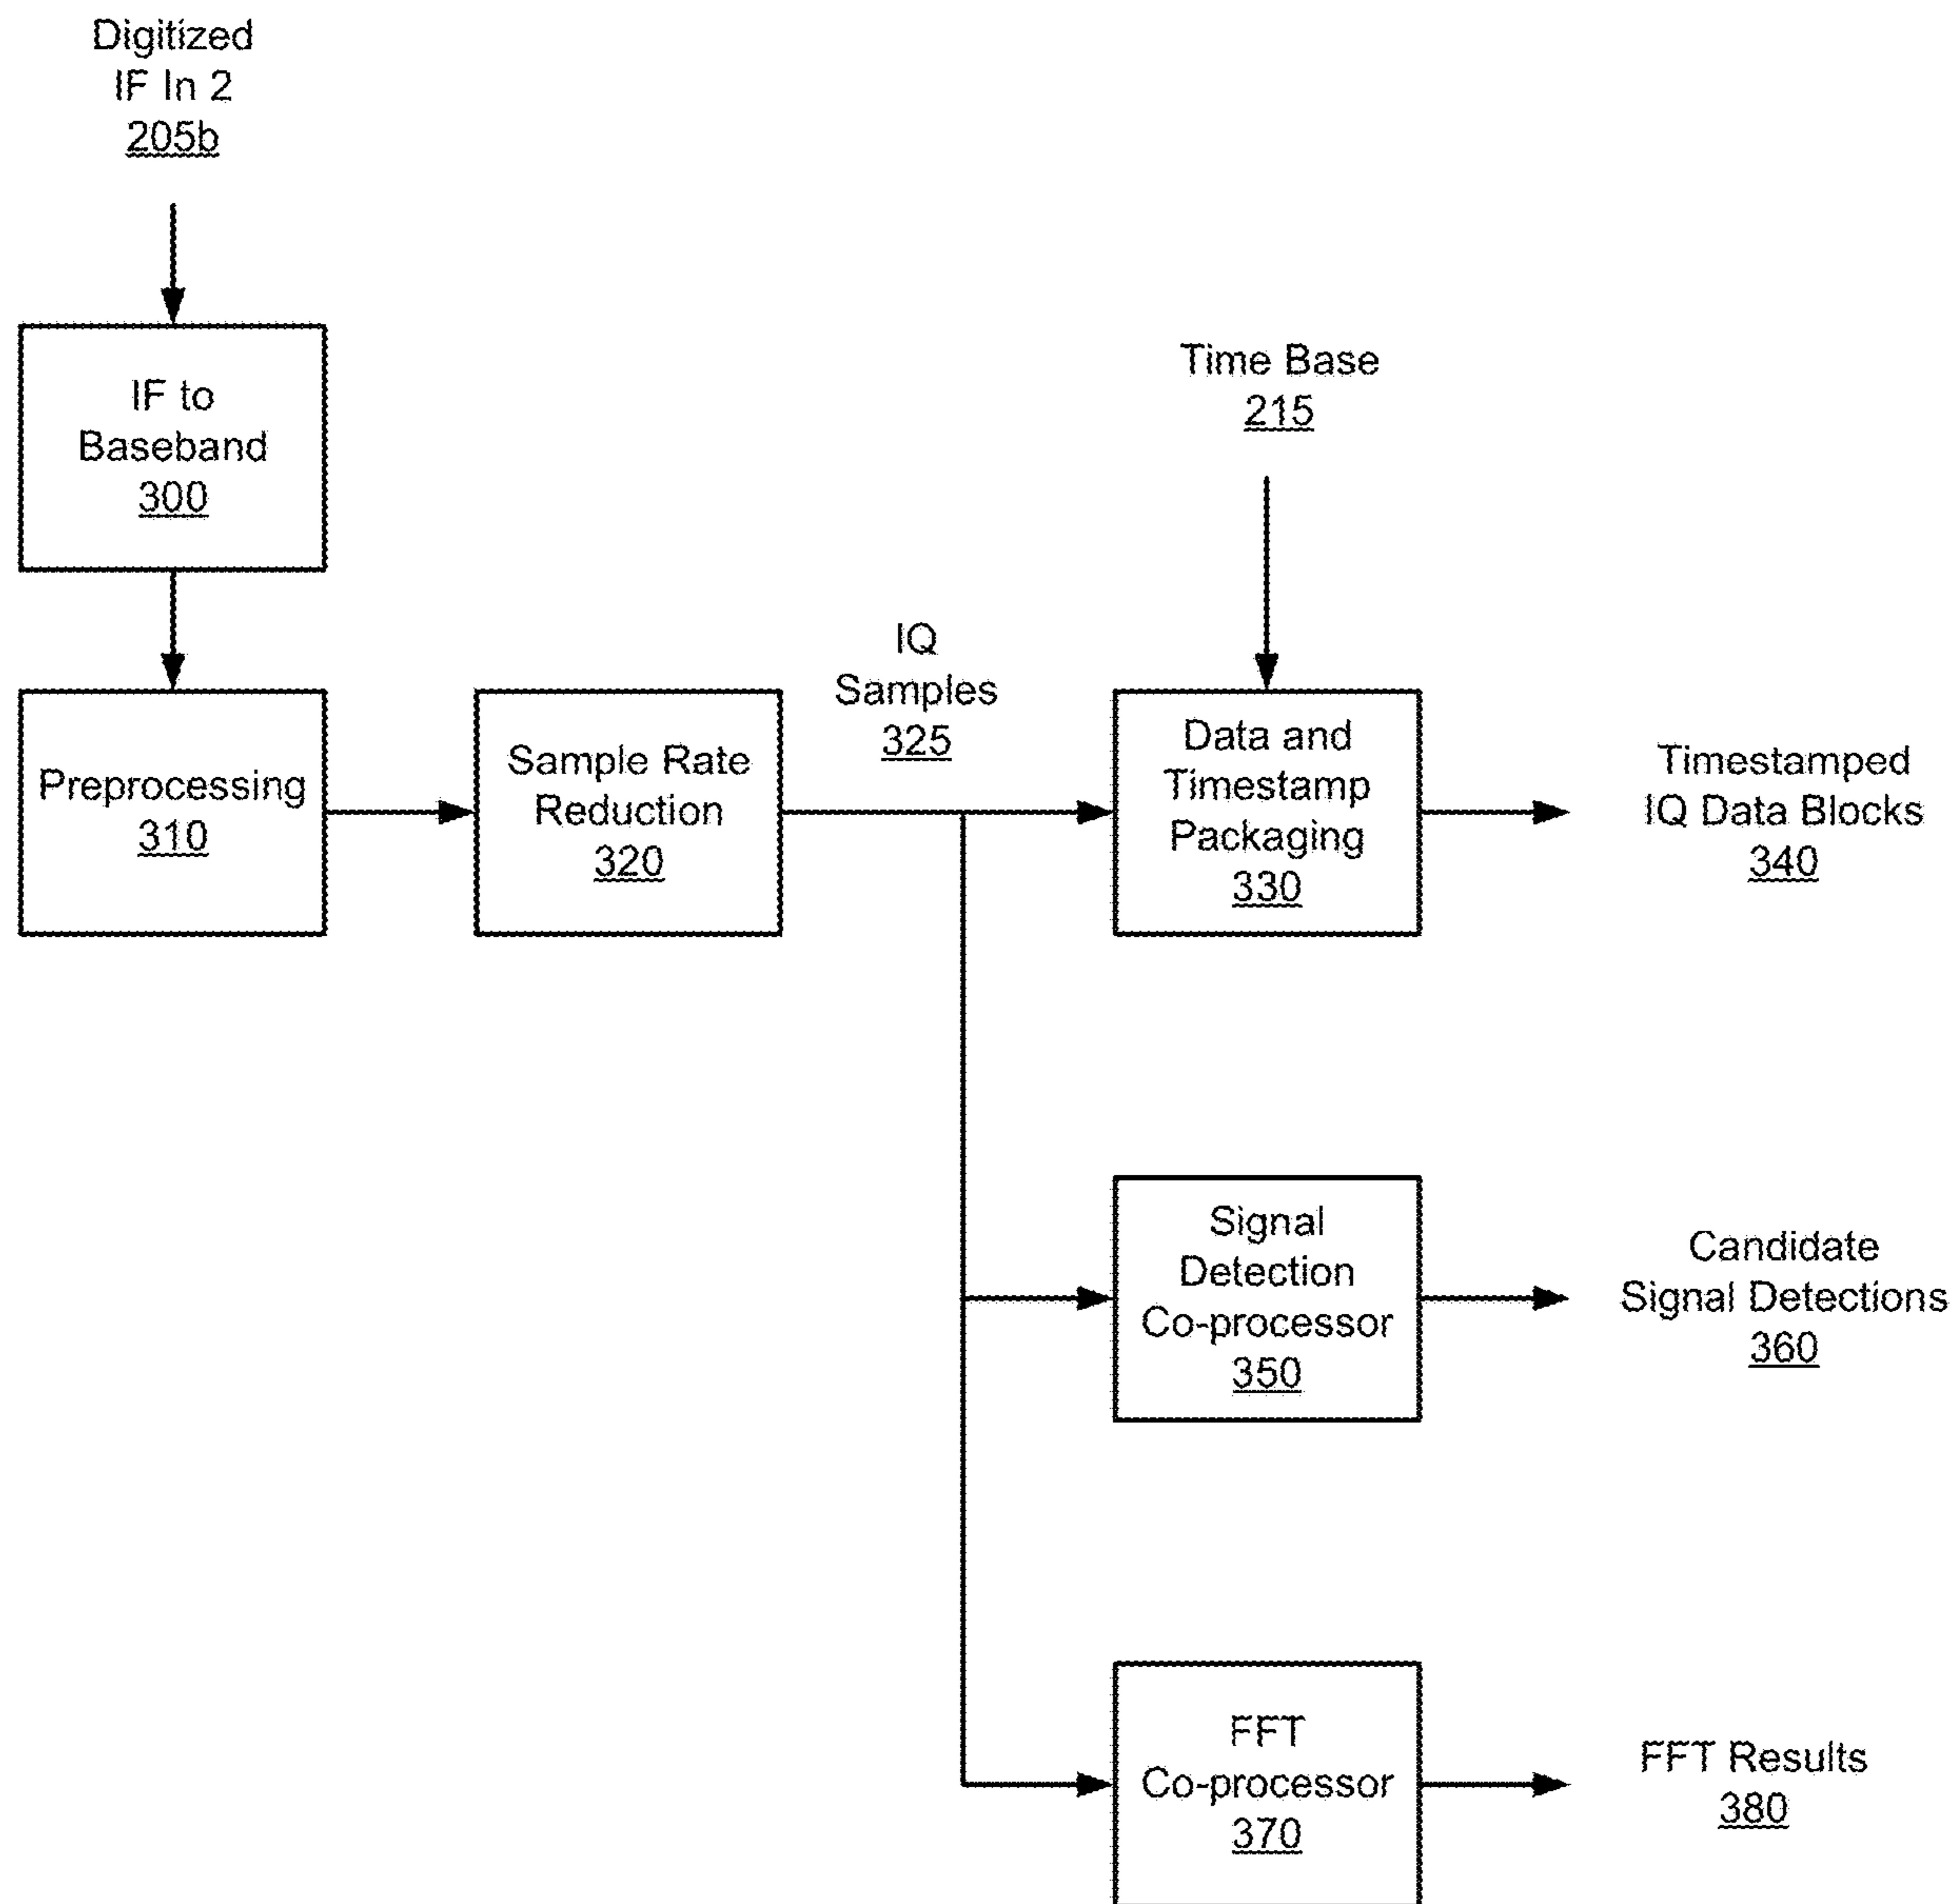 Digitized
IF In 2
205b
IF to
Baseband
300
Time Base
215
Preprocessing
310
Sample Rate
Reduction
320
IQ
Samples
325
Data and
Timestamp
Packaging
330
Timestamped
IQ Data Blocks
340
Signal
Detection
Co-processor
350
Candidate
Signal Detections
360
FFT
Co-processor
370
FFT Results
380